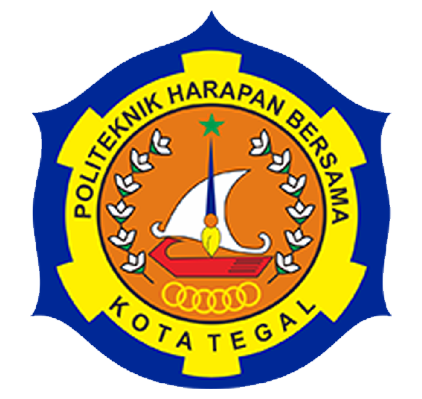 POLITEKNIK HARAPAN BERSAMA
KOTA TEGAL